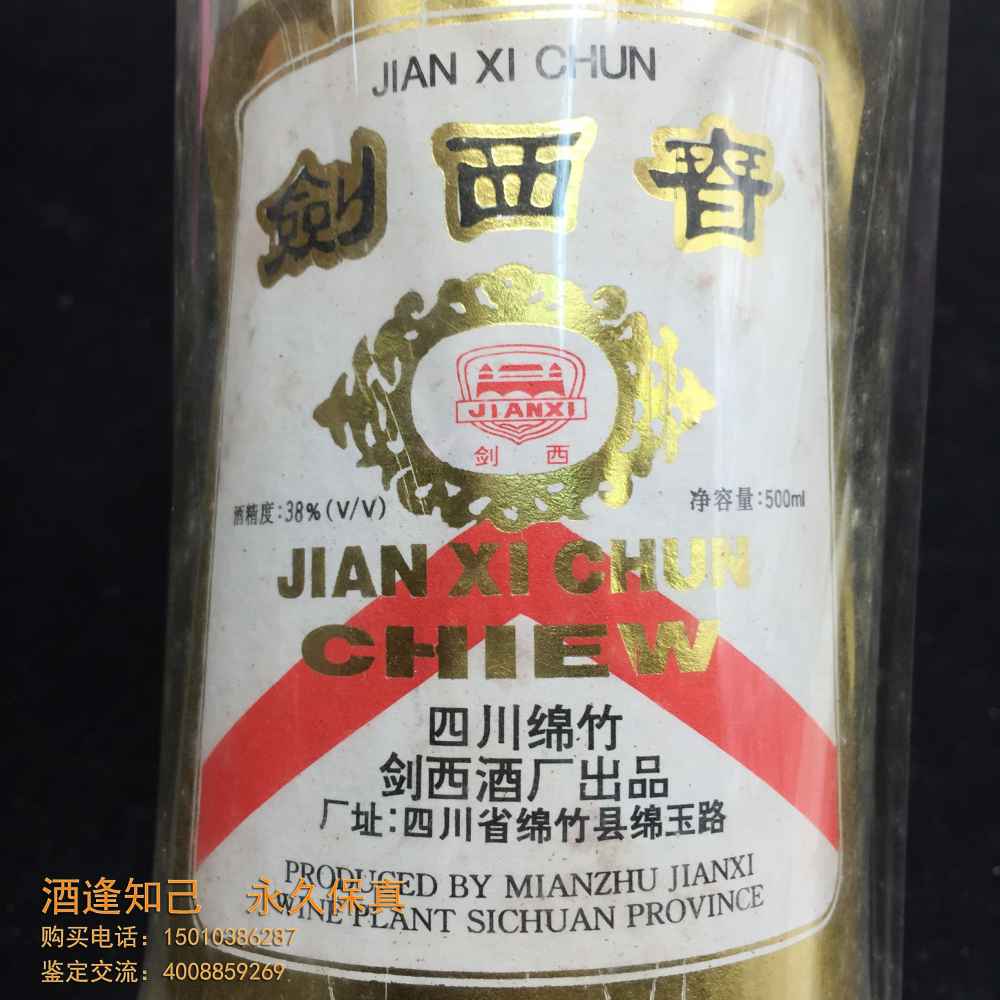 JIAN XI CHUN
劍西春
JIANXI
剑西
酒精度:38%(V/V)
净容量:500ml
JIAN XI CHUN
CHIEW
四川绵竹
剑西酒厂出品
厂址:四川省绵竹县绵玉路
PRODUCED BY MIANZHU JIANXI
WINE PLANT SICHUAN PROVINCE
酒逢知己 永久保真
购买电话：15010386287
鉴定交流：4008859269